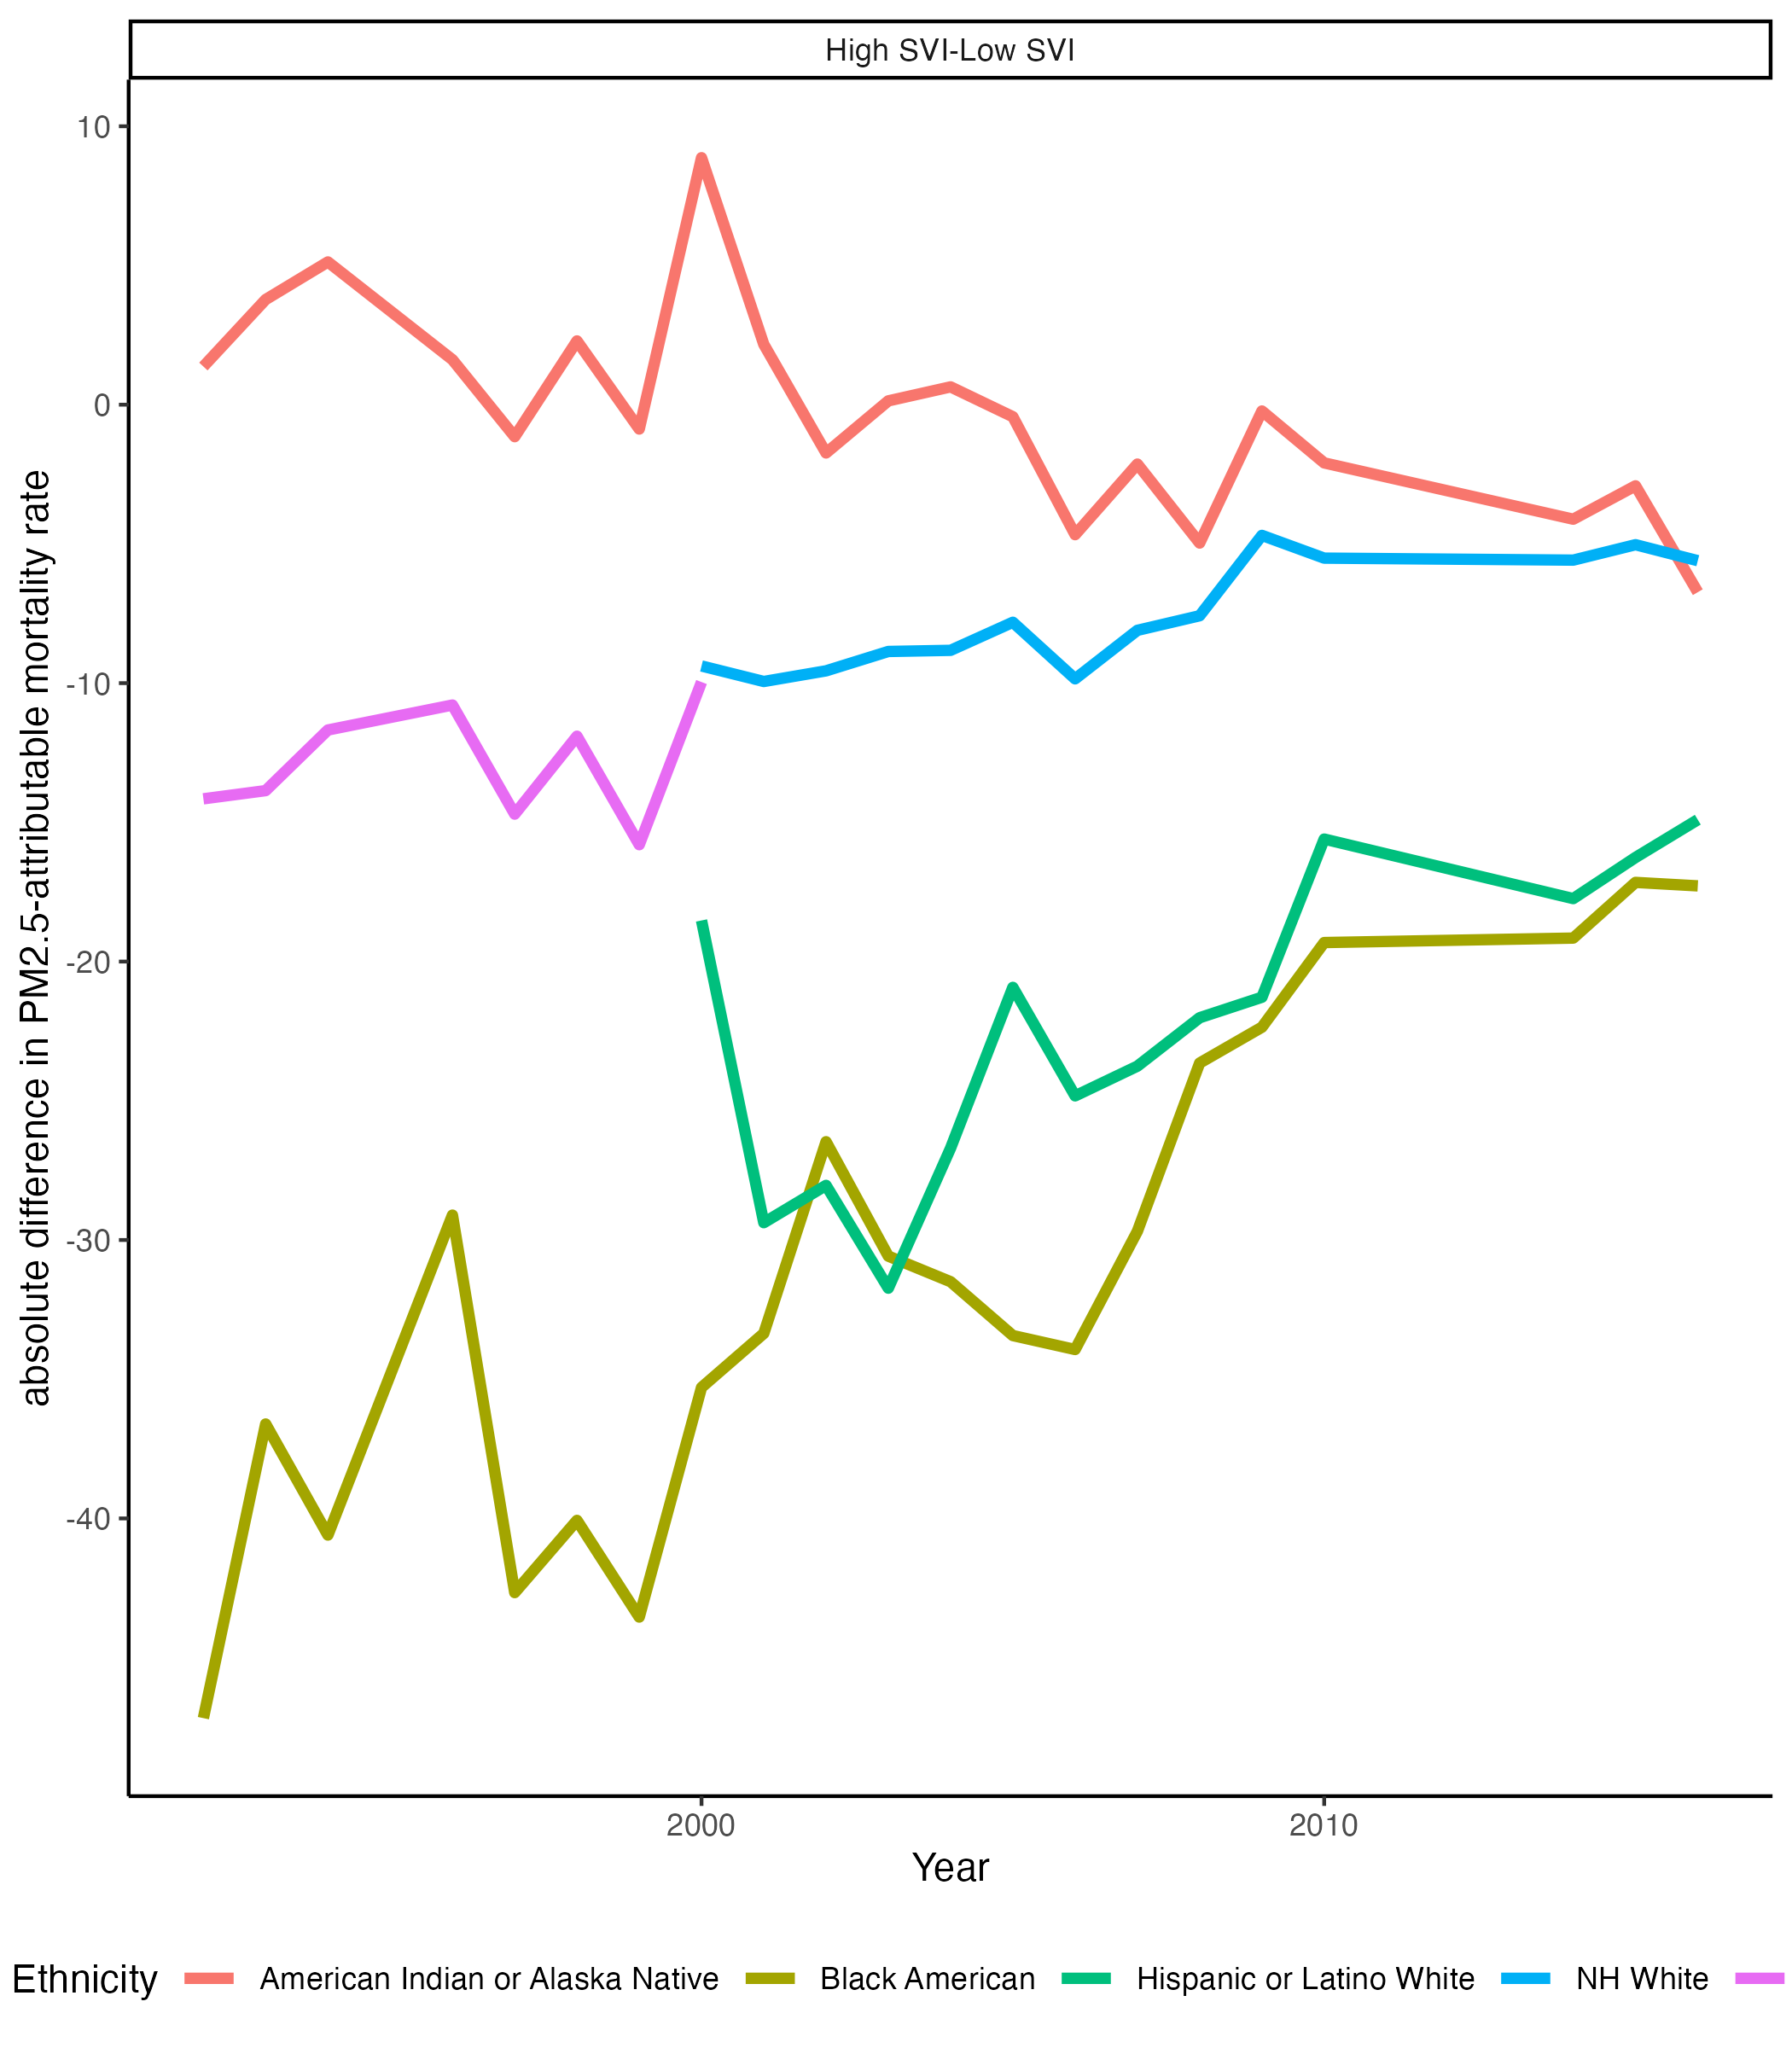 High SVI-Low SVI
absolute difference in PM2.5-attributable mortality rate
10
0
-10
-20
-30
-40
2000
2010
Year
Ethnicity
American Indian or Alaska Native
Black American
Hispanic or Latino White
NH White